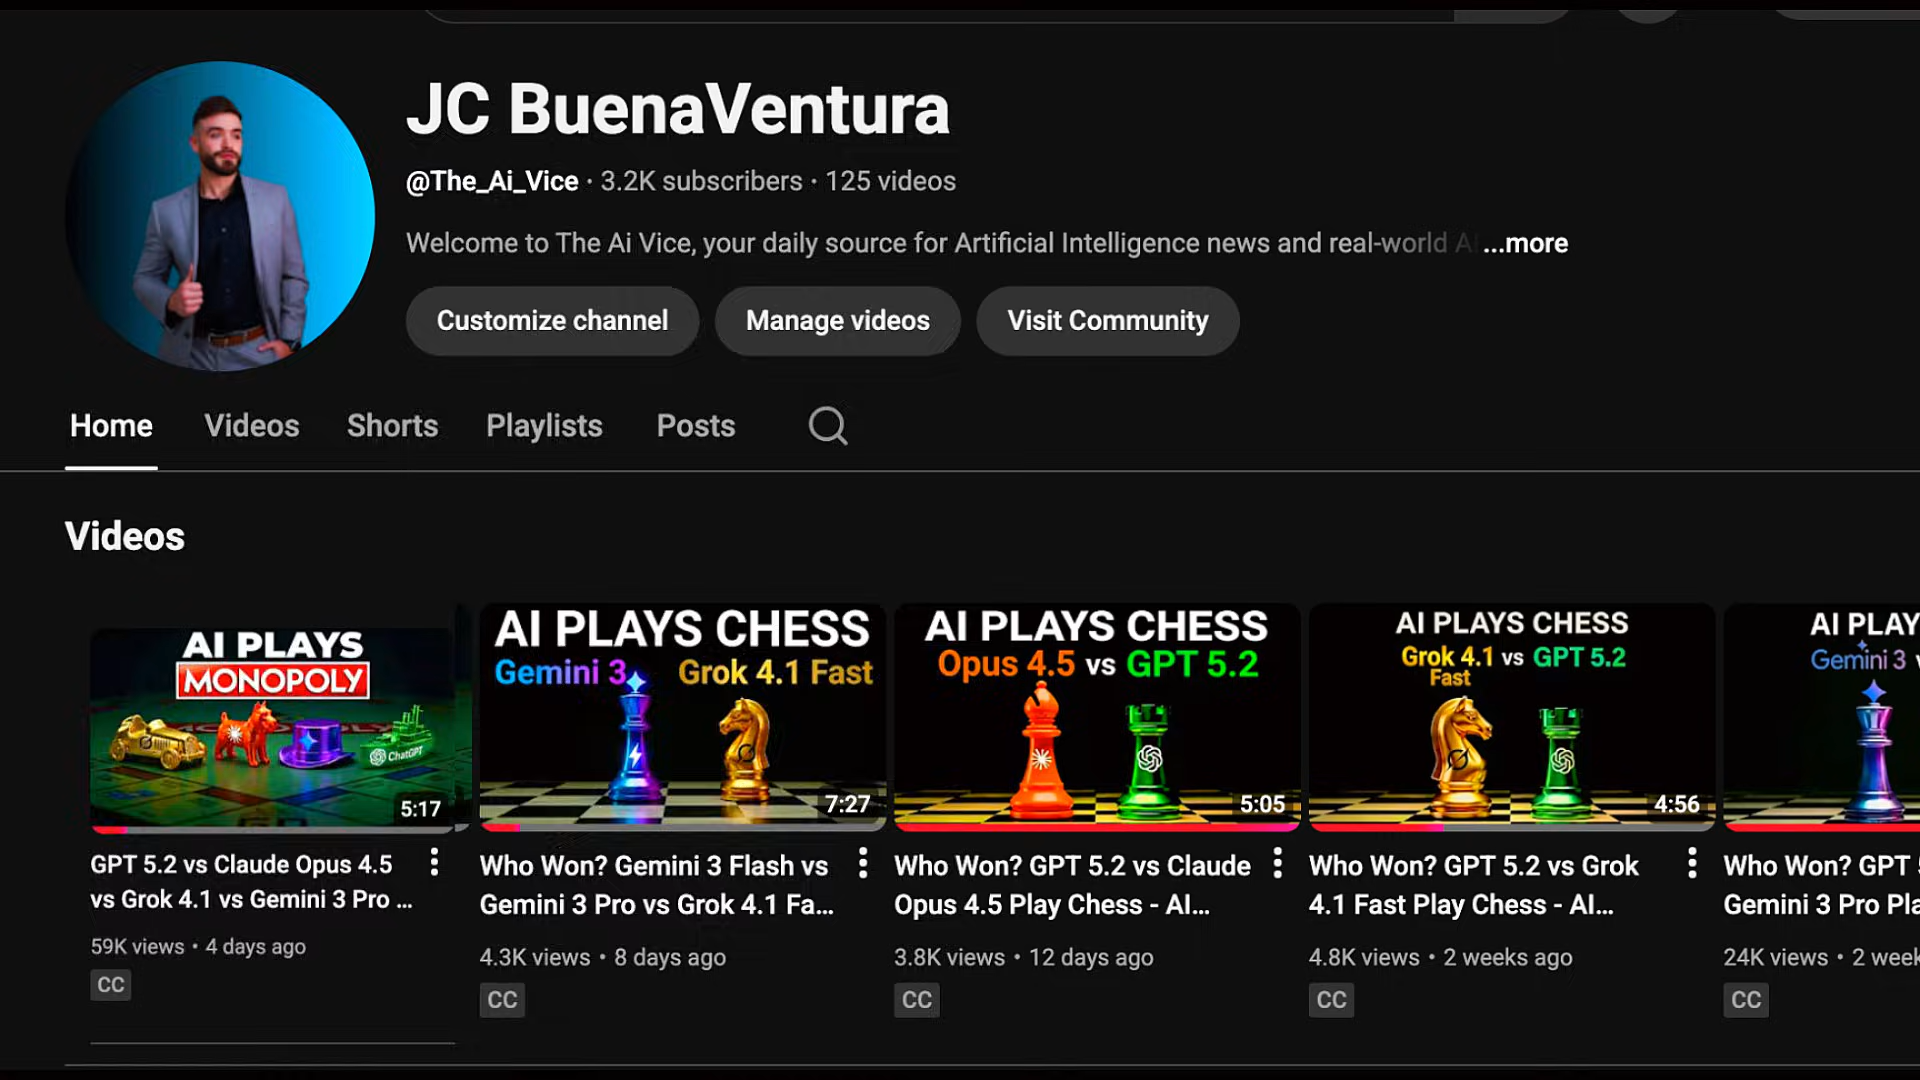 JC BuenaVentura
@The_Ai_Vice · 3.2K subscribers · 125 videos
Welcome to The Ai Vice, your daily source for Artificial Intelligence news and real-world AI ...more
Customize channel
Manage videos
Visit Community
Home
Videos
Shorts
Playlists
Posts
Videos
AI PLAYS
MONOPOLY
ChatGPT
5:17
GPT 5.2 vs Claude Opus 4.5
vs Grok 4.1 vs Gemini 3 Pro ...
59K views • 4 days ago
CC
AI PLAYS CHESS
Gemini 3
Grok 4.1 Fast
7:27
Who Won? Gemini 3 Flash vs
Gemini 3 Pro vs Grok 4.1 Fa...
4.3K views • 8 days ago
CC
AI PLAYS CHESS
Opus 4.5 vs GPT 5.2
5:05
Who Won? GPT 5.2 vs Claude
Opus 4.5 Play Chess - AI...
3.8K views • 12 days ago
CC
AI PLAYS CHESS
Grok 4.1 vs GPT 5.2
Fast
4:56
Who Won? GPT 5.2 vs Grok
4.1 Fast Play Chess - AI...
4.8K views • 2 weeks ago
CC
AI PLAY
Gemini 3
Who Won? GPT
Gemini 3 Pro Pla
24K views • 2 week
CC